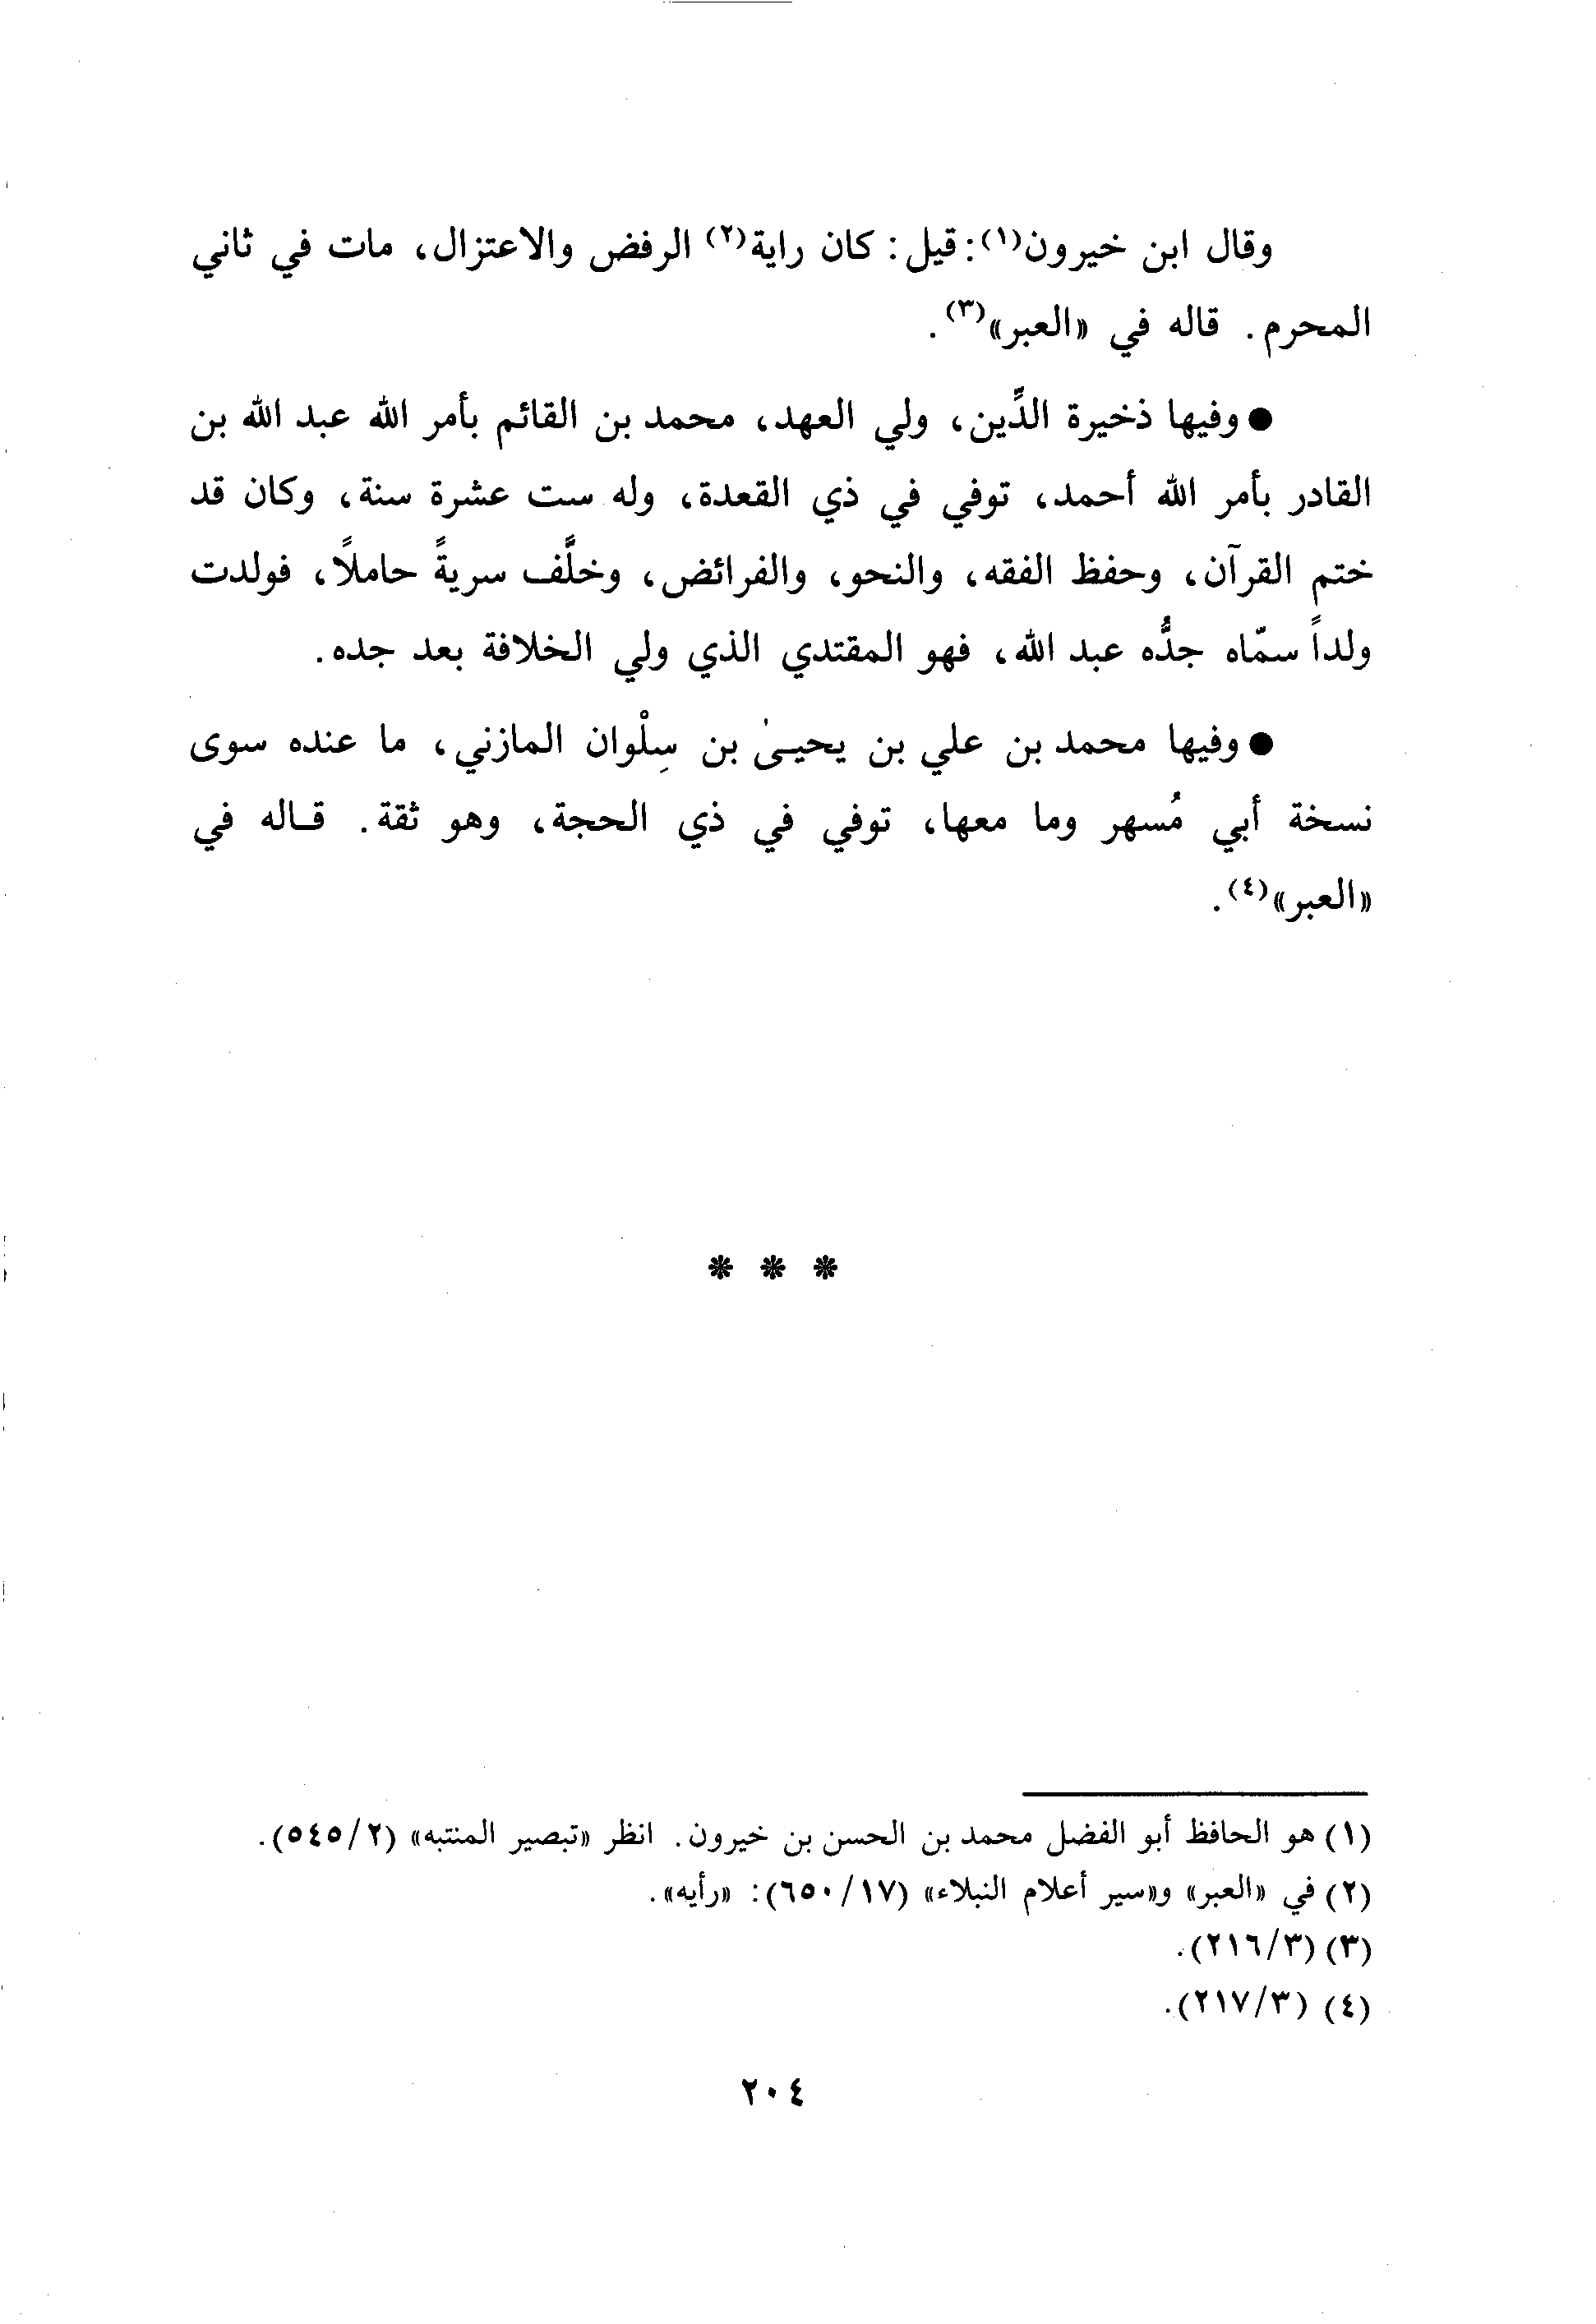 وقال ابن خيرون(١): قيل: كان راية(٢) الرفض والاعتزال، مات في ثاني
المحرم. قاله في «العبر»(٣).
● وفيها ذخيرة الدِّين، ولي العهد، محمد بن القائم بأمر الله عبد الله بن
القادر بأمر الله أحمد، توفي في ذي القعدة، وله ست عشرة سنة، وكان قد
ختم القرآن، وحفظ الفقه، والنحو، والفرائض، وخلَّف سريةً حاملاً، فولدت
ولداً سمّاه جدُّه عبد الله، فهو المقتدي الذي ولي الخلافة بعد جده.
● وفيها محمد بن علي بن يحيـىٰ بن سِلْوان المازني، ما عنده سوى
نسخة أبي مُسهر وما معها، توفي في ذي الحجة، وهو ثقة. قـاله في
«العبر»(٤).
* * *
(١) هو الحافظ أبو الفضل محمد بن الحسن بن خيرون. انظر «تبصير المنتبه» (٢/٥٤٥).
(٢) في «العبر» و«سير أعلام النبلاء» (١٧/٦٥٠): «رأيه».
(٣) (٣/٢١٦).
(٤) (٣/٢١٧).
٢٠٤